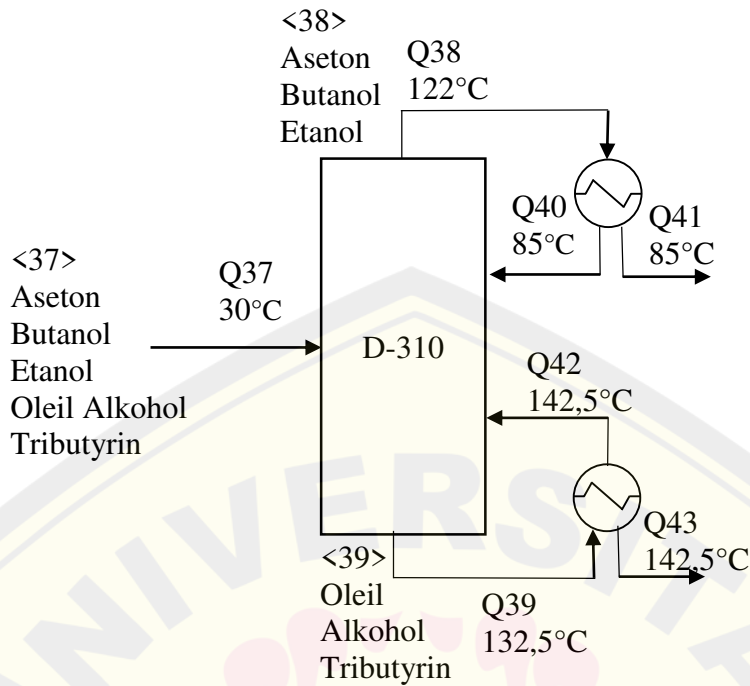 <38>
Aseton
Butanol
Etanol
Q38
122°C
Q40
85°C
Q41
85°C
<37>
Aseton
Butanol
Etanol
Oleil Alkohol
Tributyrin
Q37
30°C
D-310
Q42
142,5°C
Q43
142,5°C
<39>
Oleil
Alkohol
Tributyrin
Q39
132,5°C
UNIVERSITA